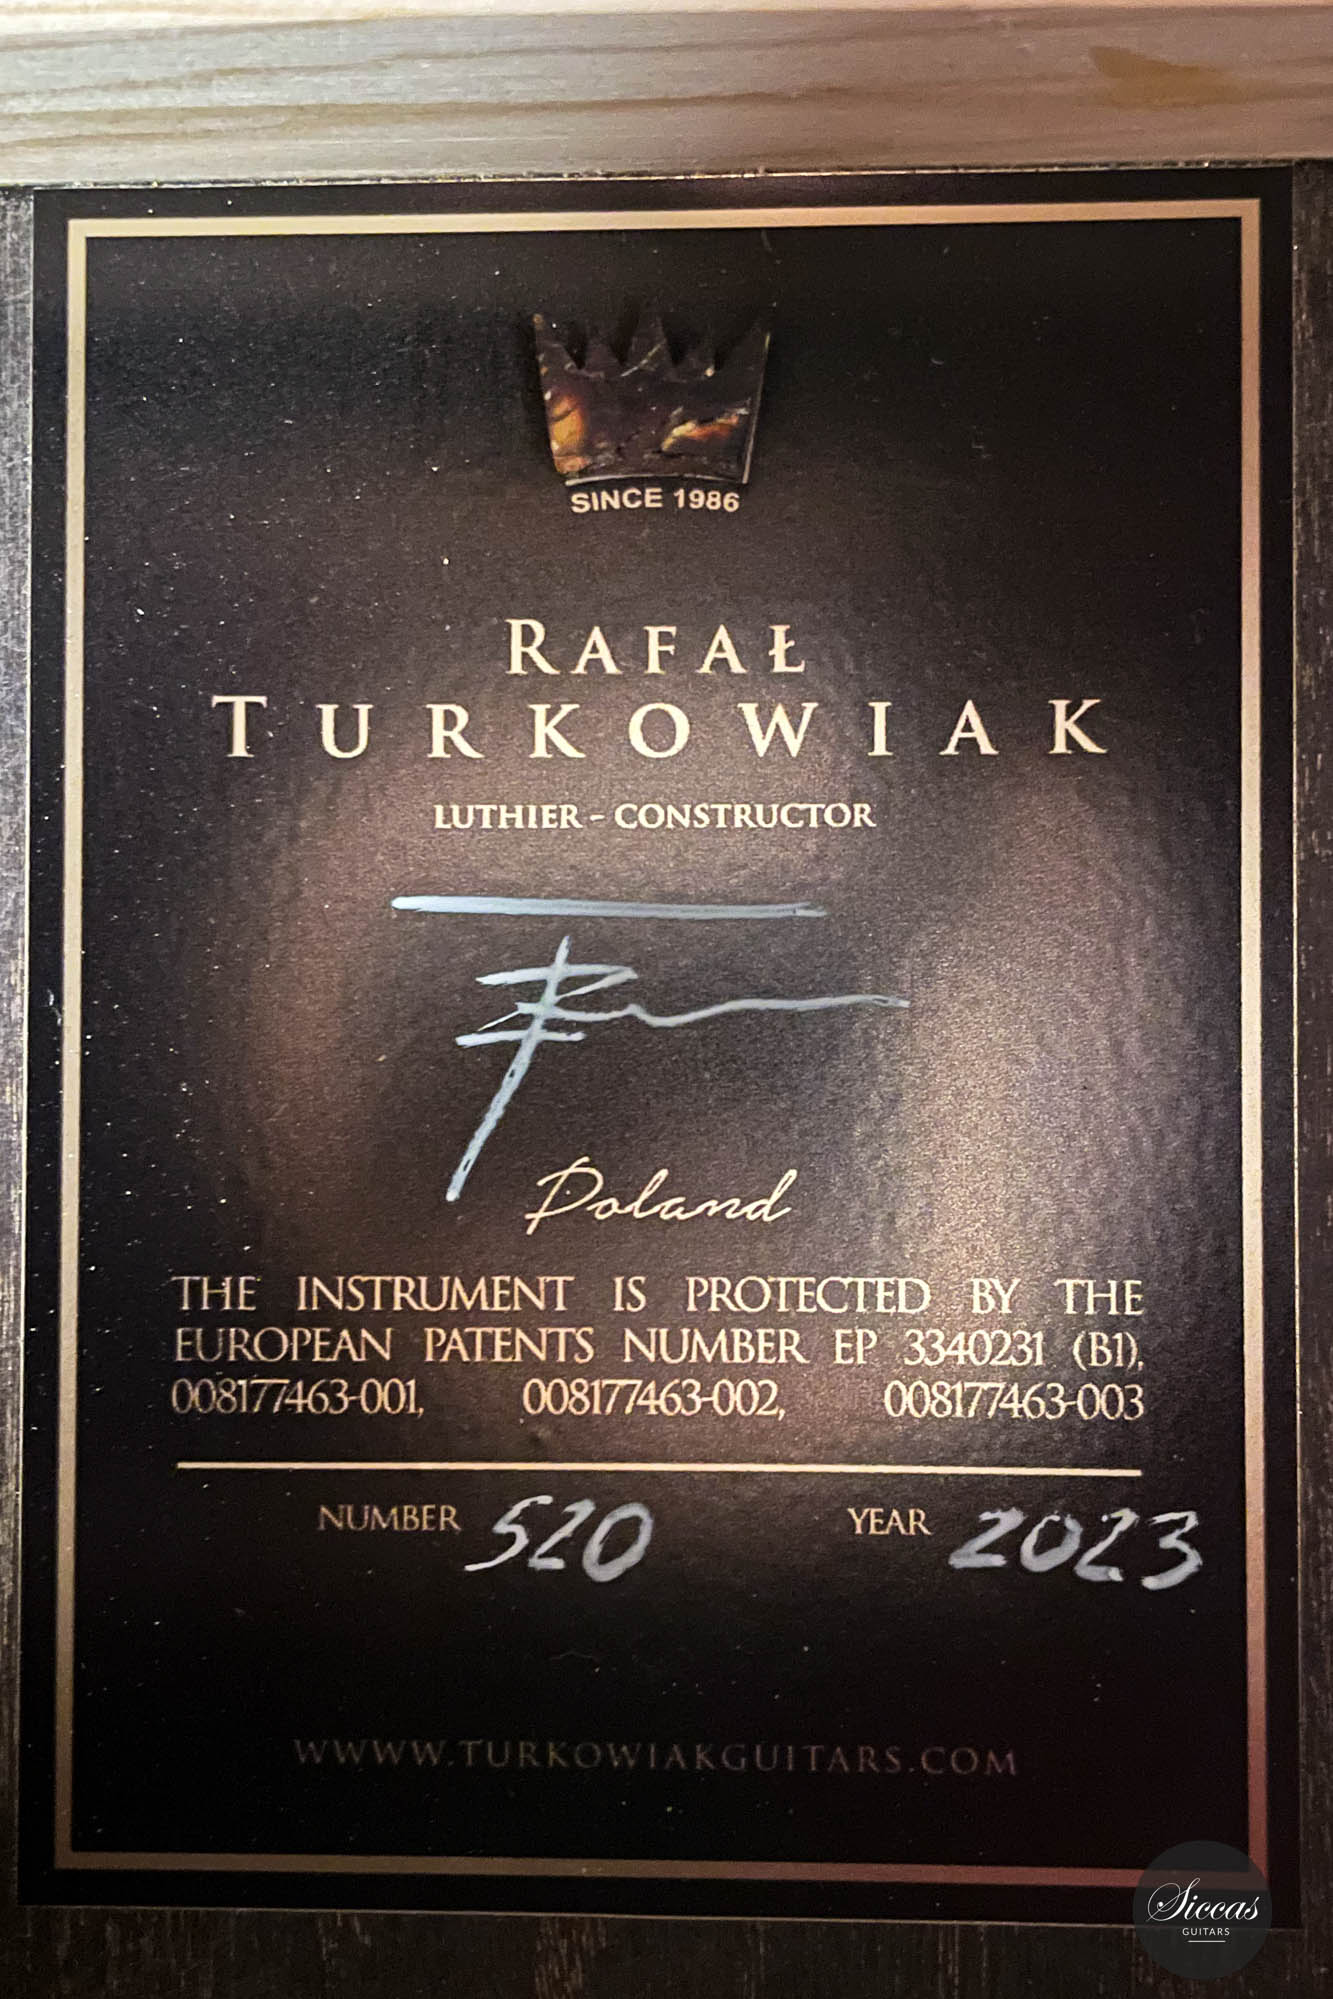 SINCE 1986
RAFAŁ
TURKOWIAK
LUTHIER - CONSTRUCTOR
Poland
THE INSTRUMENT IS PROTECTED BY THE
EUROPEAN PATENTS NUMBER EP 3340231 (B1),
008177463-001, 008177463-002, 008177463-003
NUMBER 520 YEAR 2023
WWWW.TURKOWIAKGUITARS.COM
Siccas
GUITARS